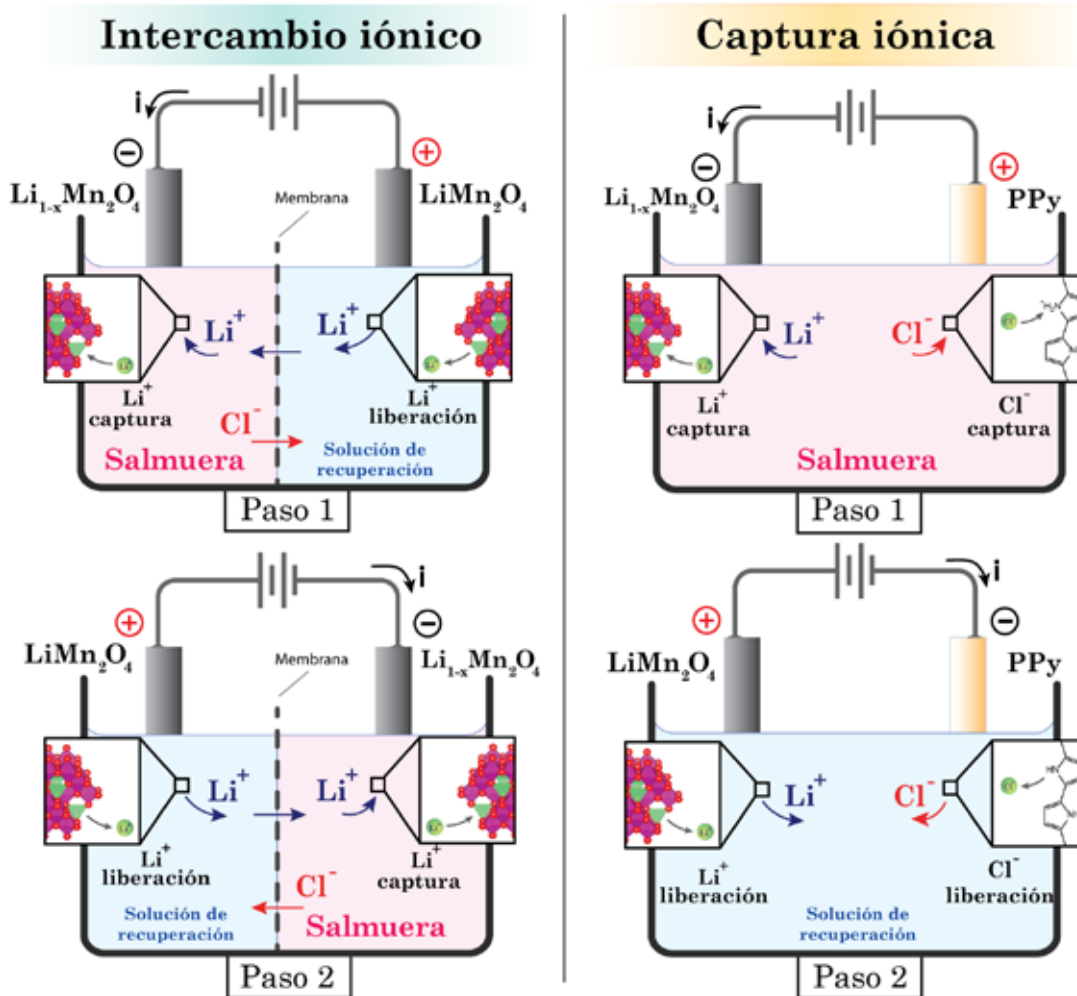 Intercambio iónico
i
⊖
⊕
Li₁₋ₓMn₂O₄
Membrana
LiMn₂O₄
Li⁺
Li⁺
Li⁺
captura
Li⁺
liberación
Cl⁻
Salmuera
Solución de
recuperación
Paso 1
i
⊕
⊖
LiMn₂O₄
Membrana
Li₁₋ₓMn₂O₄
Li⁺
Li⁺
Li⁺
liberación
Li⁺
captura
Cl⁻
Solución de
recuperación
Salmuera
Paso 2
Captura iónica
i
⊖
⊕
Li₁₋ₓMn₂O₄
PPy
Li⁺
Cl⁻
Li⁺
captura
Cl⁻
captura
Salmuera
Paso 1
i
⊕
⊖
LiMn₂O₄
PPy
Li⁺
Cl⁻
Li⁺
liberación
Cl⁻
liberación
Solución de
recuperación
Paso 2